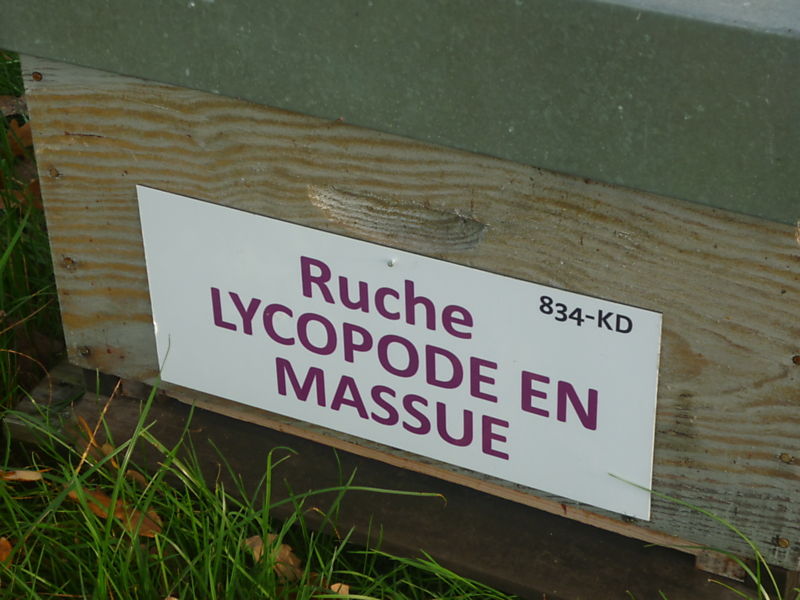 Ruche
834-KD
LYCOPODE EN
MASSUE